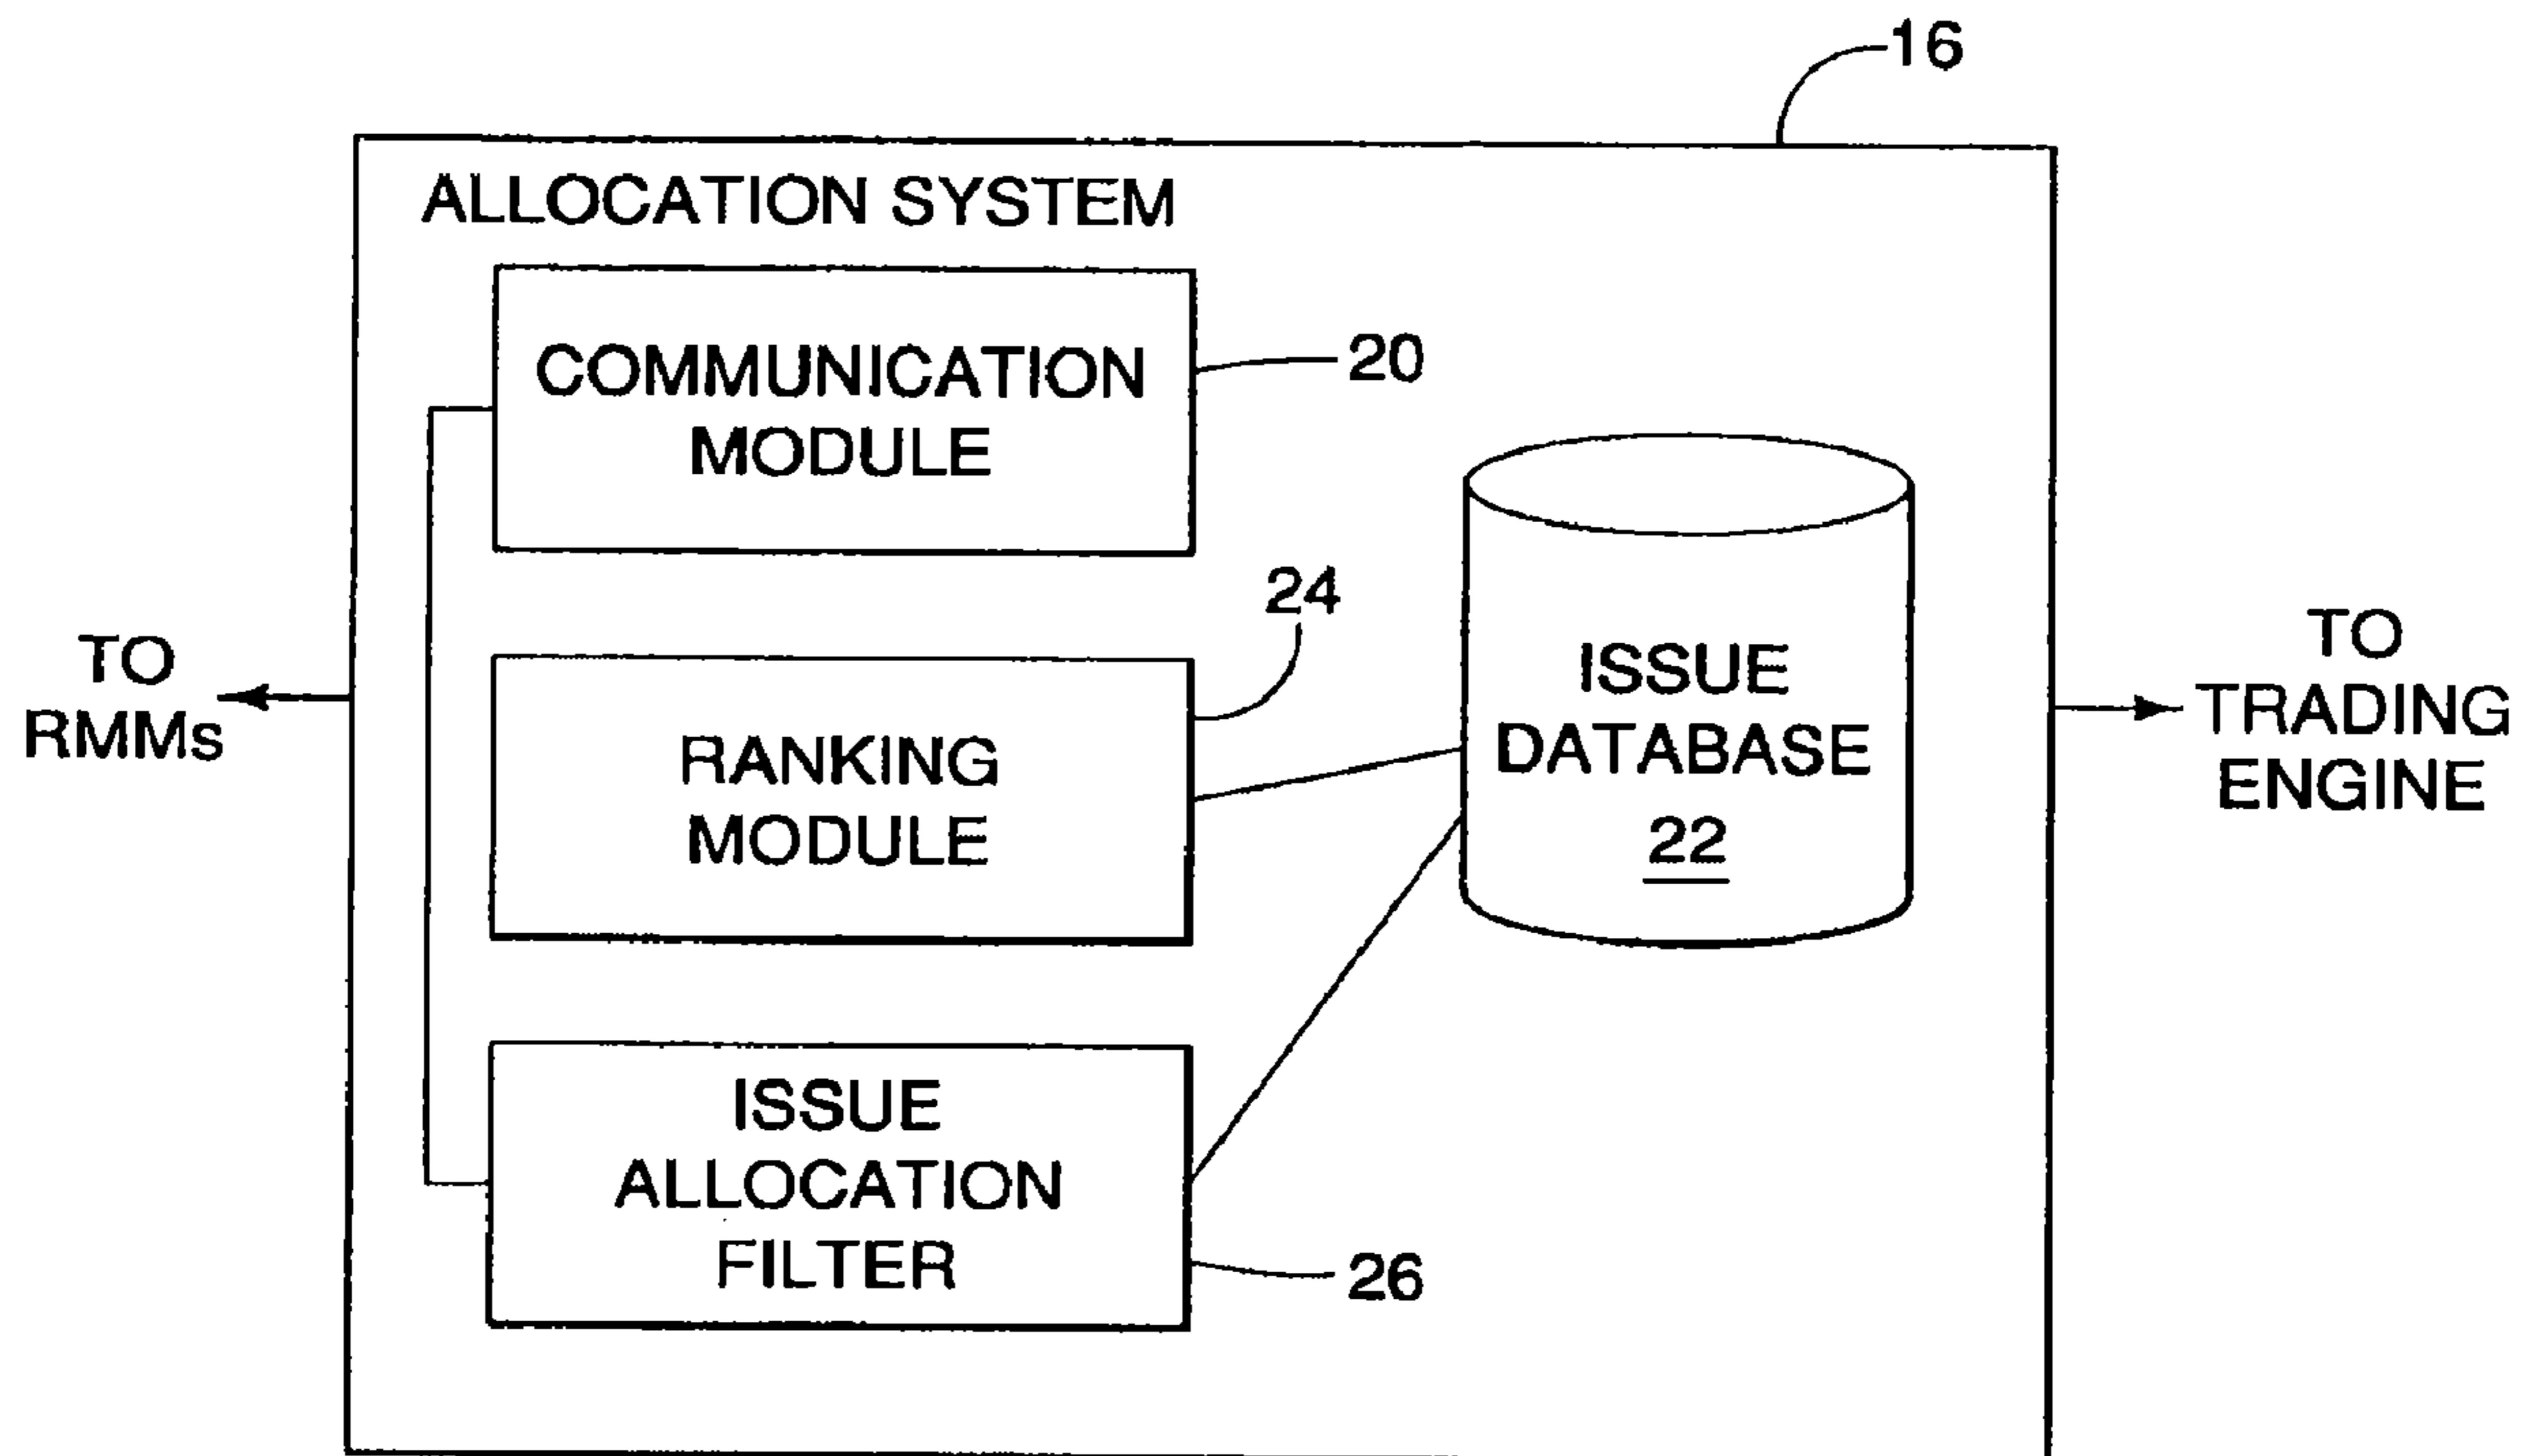 16
ALLOCATION SYSTEM
COMMUNICATION
MODULE
20
24
RANKING
MODULE
ISSUE
DATABASE
22
ISSUE
ALLOCATION
FILTER
26
TO
RMMs
TO
TRADING
ENGINE